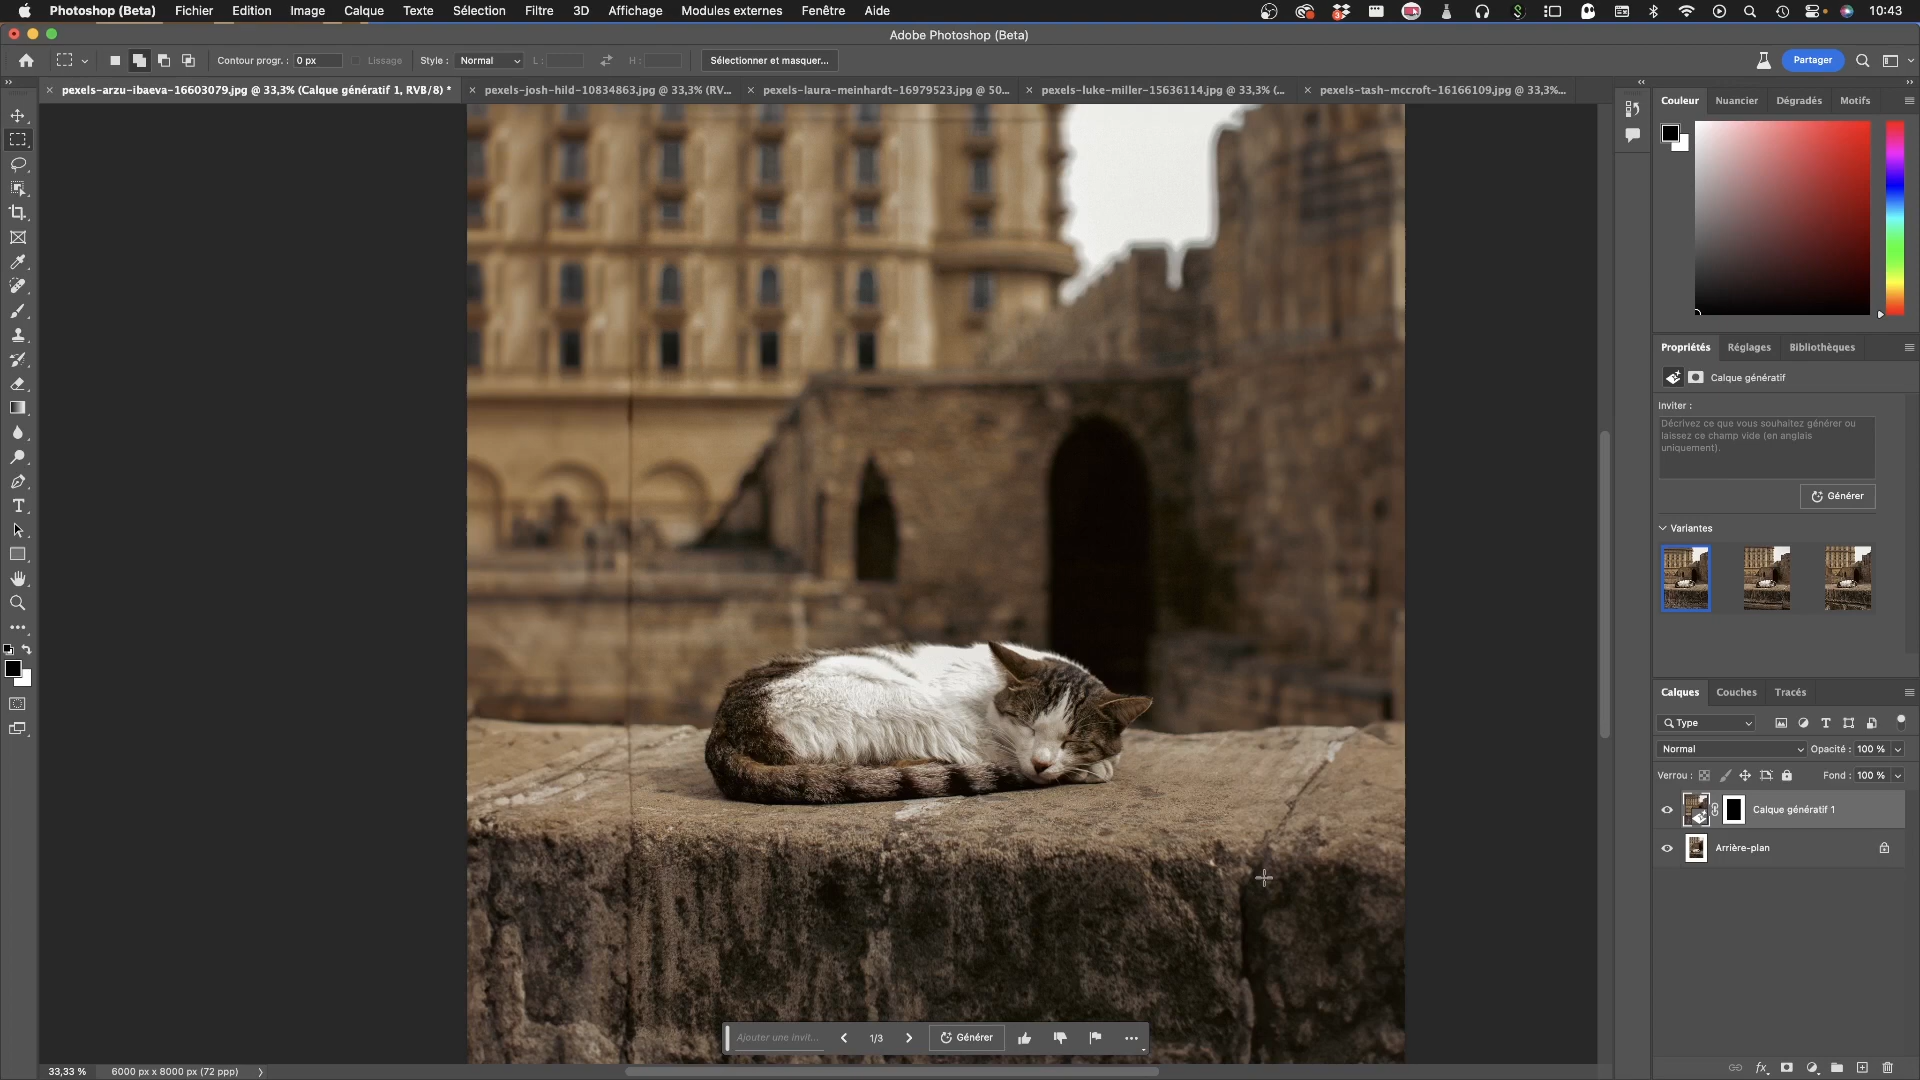 Photoshop (Beta) Fichier Edition Image Calque Texte Sélection Filtre 3D Affichage Modules externes Fenêtre Aide 10:43
Adobe Photoshop (Beta)
Contour progr. : 0 px Lissage Style : Normal L : H : Sélectionner et masquer... Partager
pexels-arzu-ibaeva-16603079.jpg @ 33,3% (Calque génératif 1, RVB/8) * pexels-josh-hild-10834863.jpg @ 33,3% (RV... pexels-laura-meinhardt-16979523.jpg @ 50... pexels-luke-miller-15636114.jpg @ 33,3% (... pexels-tash-mccroft-16166109.jpg @ 33,3%...
Couleur Nuancier Dégradés Motifs
Propriétés Réglages Bibliothèques
Calque génératif
Inviter :
Décrivez ce que vous souhaitez générer ou
laissez ce champ vide (en anglais
uniquement).
Générer
Variantes
Calques Couches Tracés
Type
Normal Opacité : 100 %
Verrou : Fond : 100 %
Calque génératif 1
Arrière-plan
Ajouter une invit... 1/3 Générer
33,33 % 6000 px x 8000 px (72 ppp)